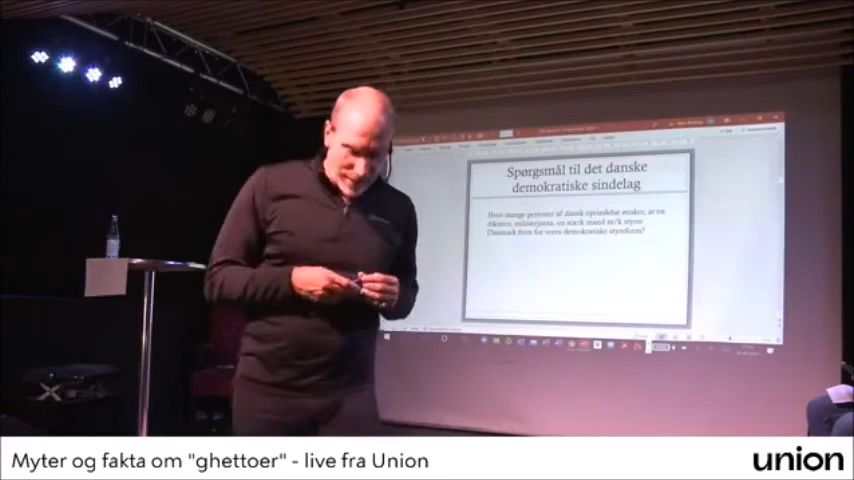 Spørgsmål til det danske
demokratiske sindelag
Hvor mange personer af dansk oprindelse ønsker, at en
diktator, militærjunta, en stærk mand m/k styrer
Danmark frem for vores demokratiske styreform?
Myter og fakta om "ghettoer" - live fra Union
union